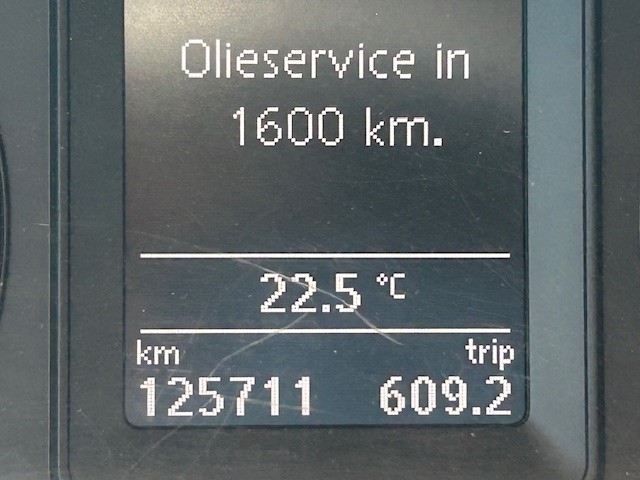 Olieservice in
1600 km.
22.5 °C
km trip
125711 609.2